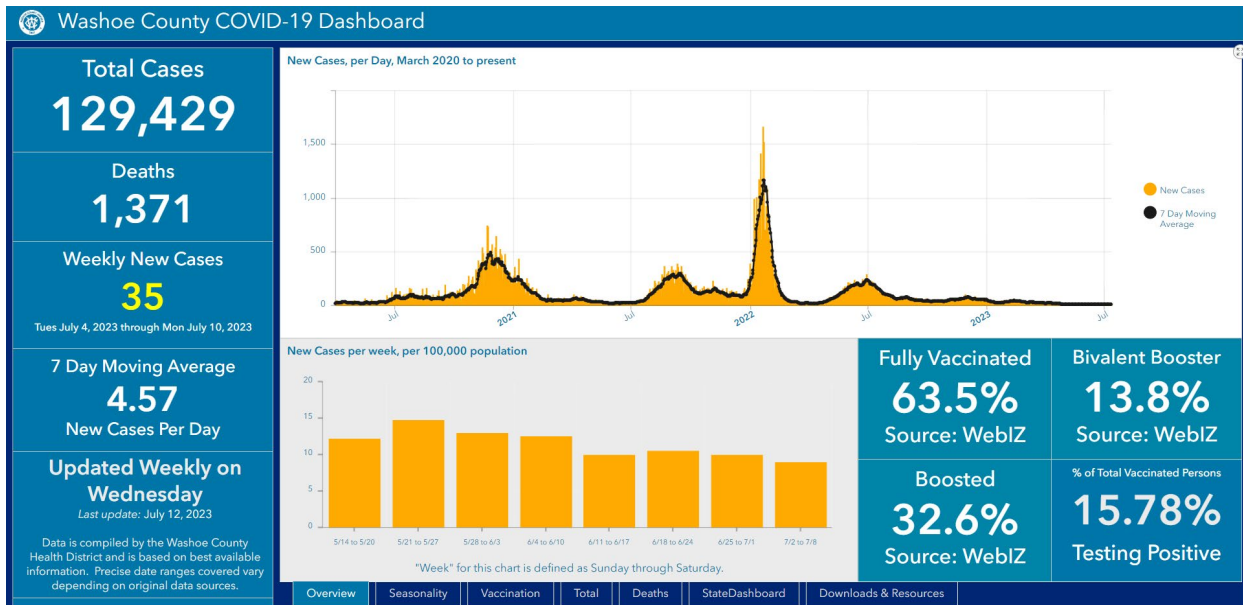 Washoe County COVID-19 Dashboard
Total Cases
129,429
Deaths
1,371
Weekly New Cases
35
Tues July 4, 2023 through Mon July 10, 2023
7 Day Moving Average
4.57
New Cases Per Day
Updated Weekly on
Wednesday
Last update: July 12, 2023
Data is compiled by the Washoe County
Health District and is based on best available
information. Precise date ranges covered vary
depending on original data sources.
New Cases, per Day, March 2020 to present
1,500
1,000
500
0
Jul
2021
Jul
2022
Jul
2023
Jul
New Cases
7 Day Moving
Average
New Cases per week, per 100,000 population
20
15
10
5
0
5/14 to 5/20
5/21 to 5/27
5/28 to 6/3
6/4 to 6/10
6/11 to 6/17
6/18 to 6/24
6/25 to 7/1
7/2 to 7/8
"Week" for this chart is defined as Sunday through Saturday.
Fully Vaccinated
63.5%
Source: WebIZ
Bivalent Booster
13.8%
Source: WebIZ
Boosted
32.6%
Source: WebIZ
% of Total Vaccinated Persons
15.78%
Testing Positive
Overview
Seasonality
Vaccination
Total
Deaths
StateDashboard
Downloads & Resources